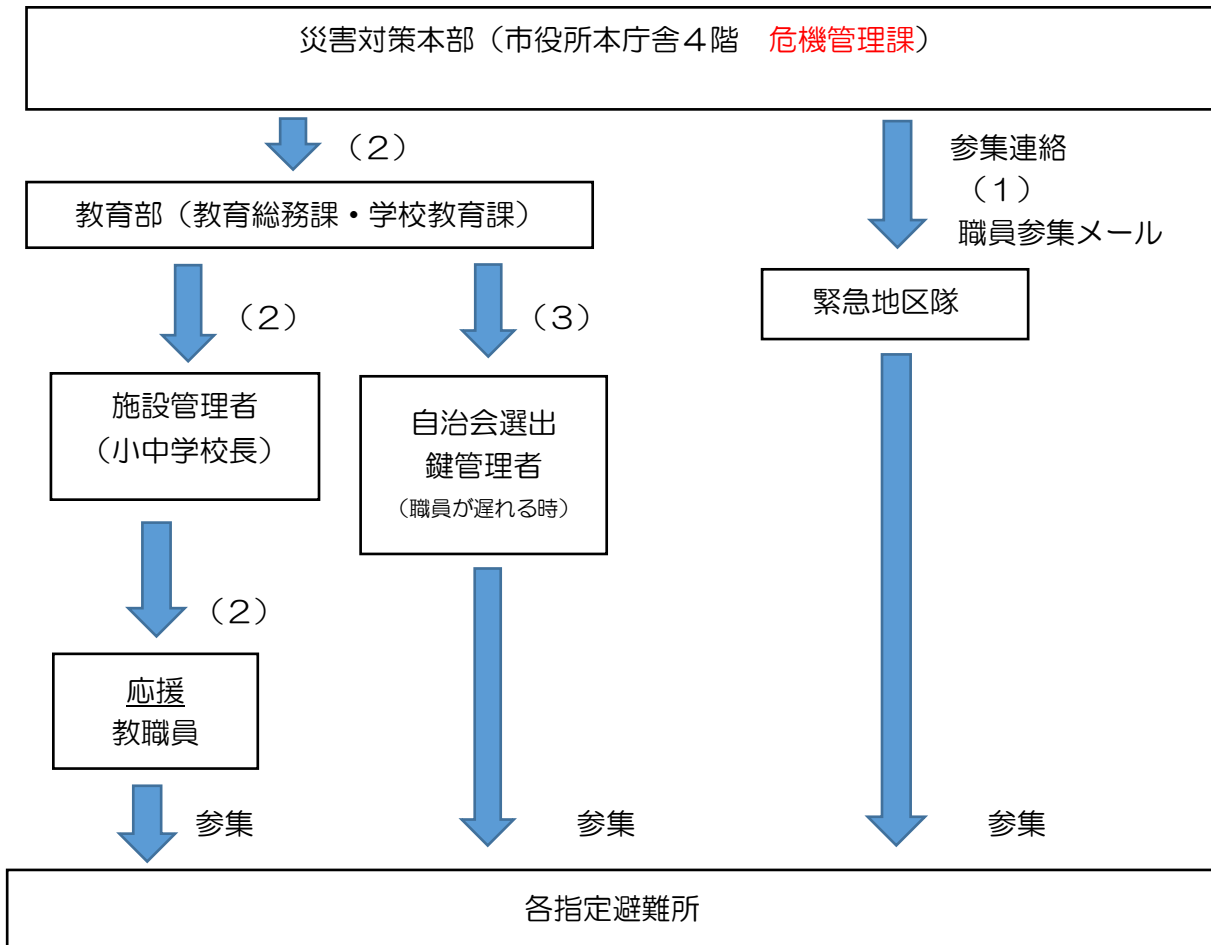 災害対策本部（市役所本庁舎４階　危機管理課）
（２）
参集連絡
（１）
職員参集メール
教育部（教育総務課・学校教育課）
（２）
（３）
緊急地区隊
施設管理者
（小中学校長）
自治会選出
鍵管理者
（職員が遅れる時）
（２）
応援
教職員
参集
参集
参集
各指定避難所